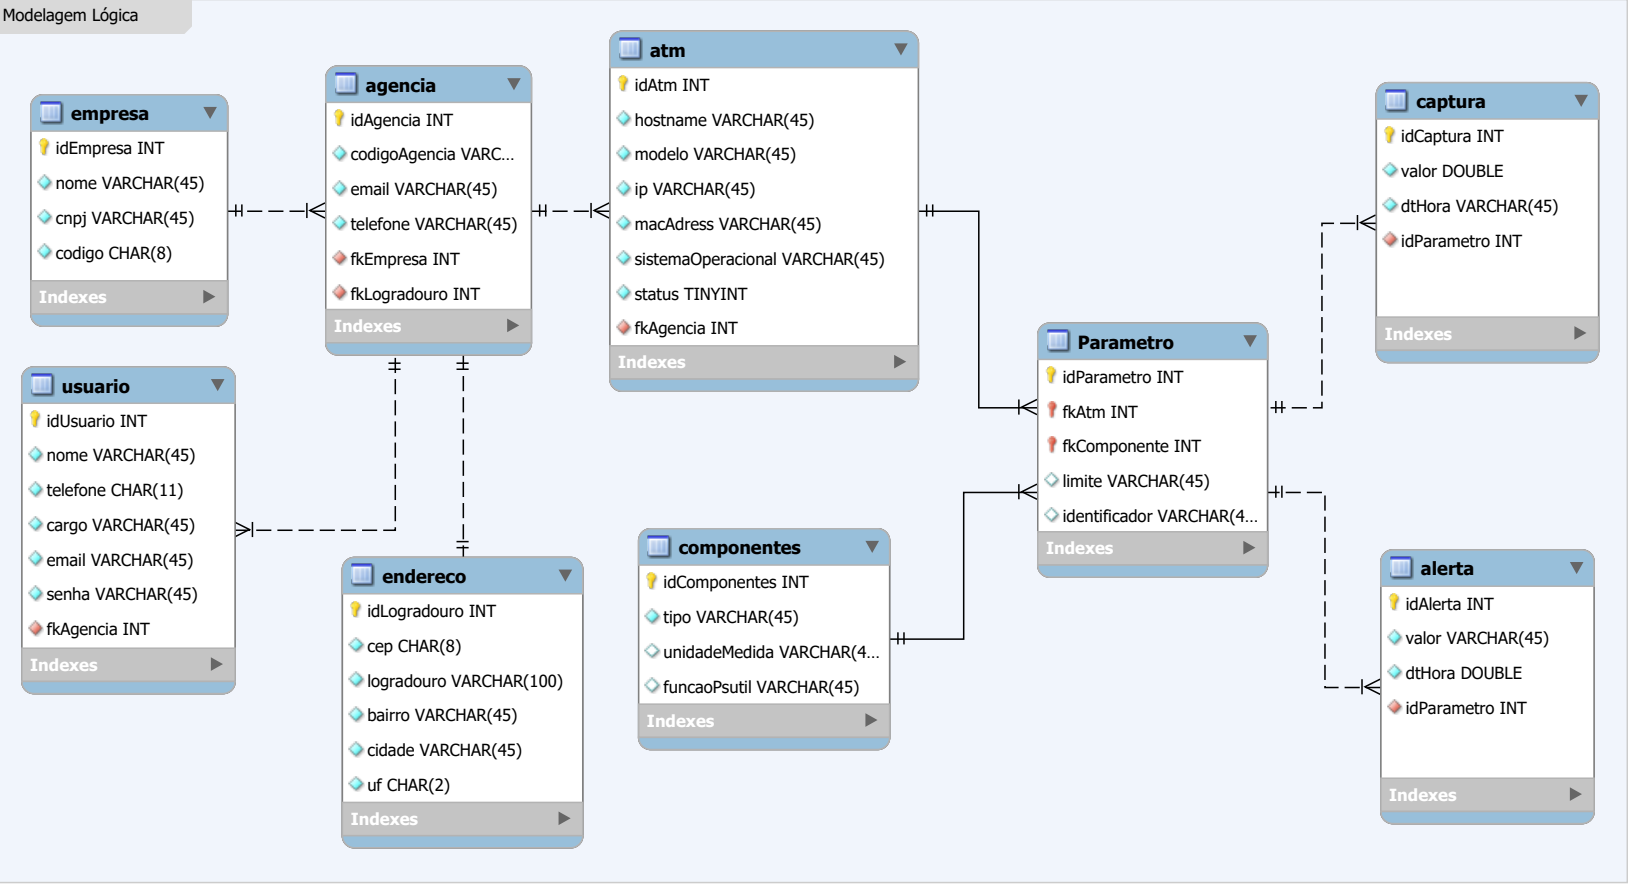 Modelagem Lógica
empresa
idEmpresa INT
nome VARCHAR(45)
cnpj VARCHAR(45)
codigo CHAR(8)
Indexes
agencia
idAgencia INT
codigoAgencia VARC...
email VARCHAR(45)
telefone VARCHAR(45)
fkEmpresa INT
fkLogradouro INT
Indexes
atm
idAtm INT
hostname VARCHAR(45)
modelo VARCHAR(45)
ip VARCHAR(45)
macAdress VARCHAR(45)
sistemaOperacional VARCHAR(45)
status TINYINT
fkAgencia INT
Indexes
captura
idCaptura INT
valor DOUBLE
dtHora VARCHAR(45)
idParametro INT
Indexes
usuario
idUsuario INT
nome VARCHAR(45)
telefone CHAR(11)
cargo VARCHAR(45)
email VARCHAR(45)
senha VARCHAR(45)
fkAgencia INT
Indexes
endereco
idLogradouro INT
cep CHAR(8)
logradouro VARCHAR(100)
bairro VARCHAR(45)
cidade VARCHAR(45)
uf CHAR(2)
Indexes
componentes
idComponentes INT
tipo VARCHAR(45)
unidadeMedida VARCHAR(4...
funcaoPsutil VARCHAR(45)
Indexes
Parametro
idParametro INT
fkAtm INT
fkComponente INT
limite VARCHAR(45)
identificador VARCHAR(4...
Indexes
alerta
idAlerta INT
valor VARCHAR(45)
dtHora DOUBLE
idParametro INT
Indexes